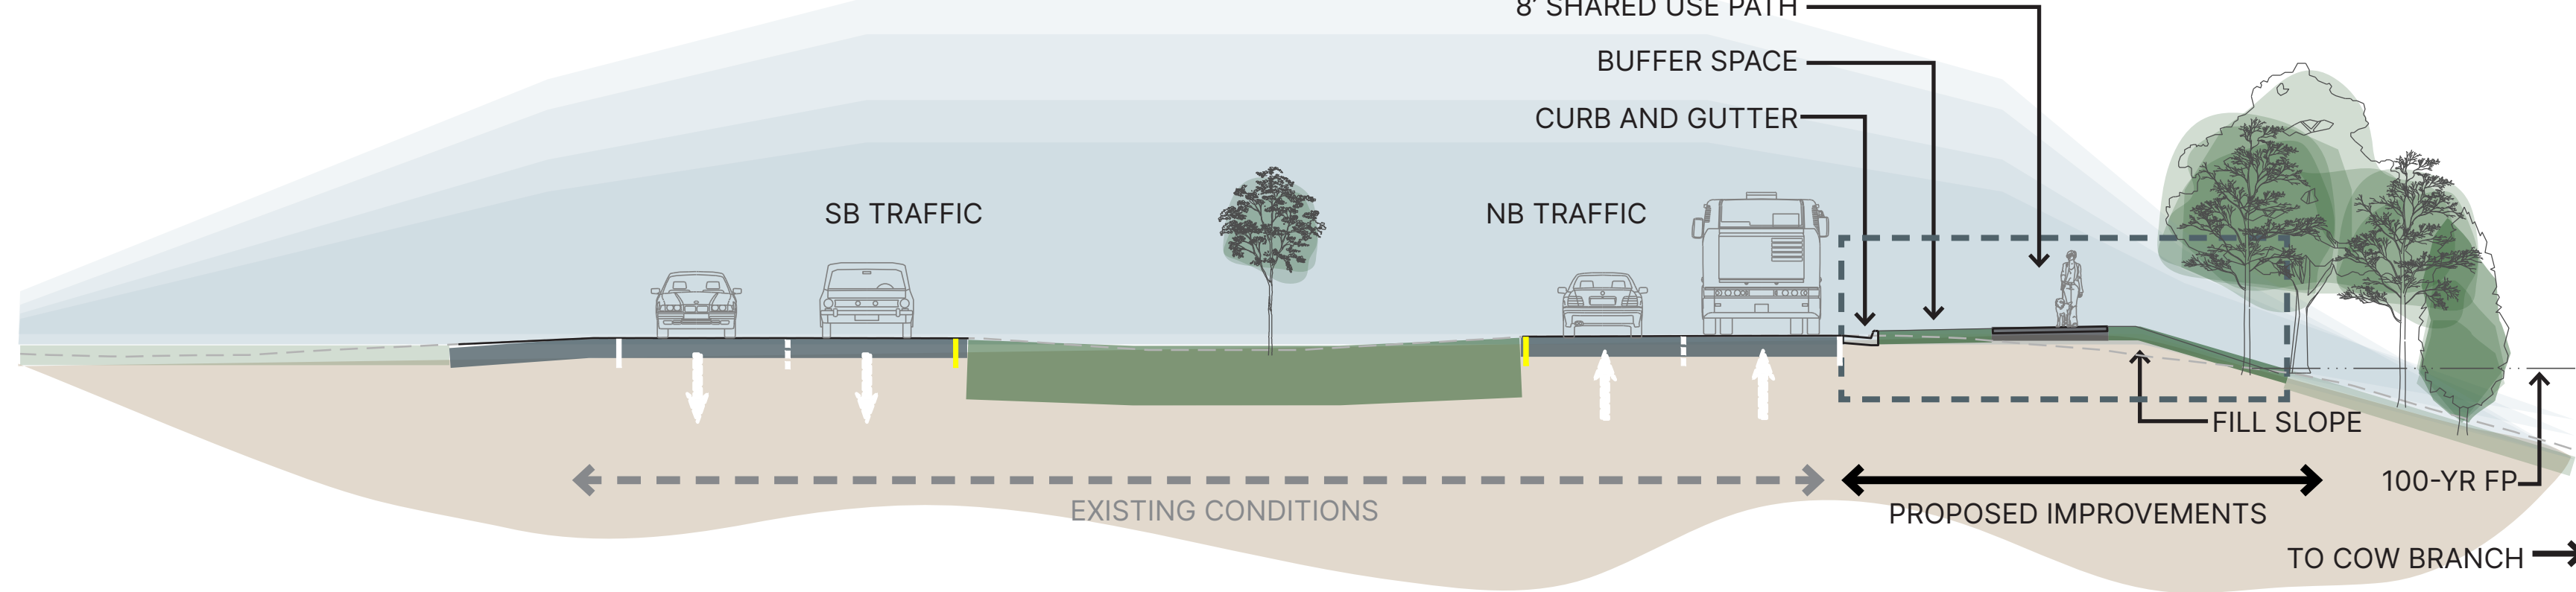 8' SHARED USE PATH
BUFFER SPACE
CURB AND GUTTER
SB TRAFFIC
NB TRAFFIC
FILL SLOPE
100-YR FP
EXISTING CONDITIONS
PROPOSED IMPROVEMENTS
TO COW BRANCH